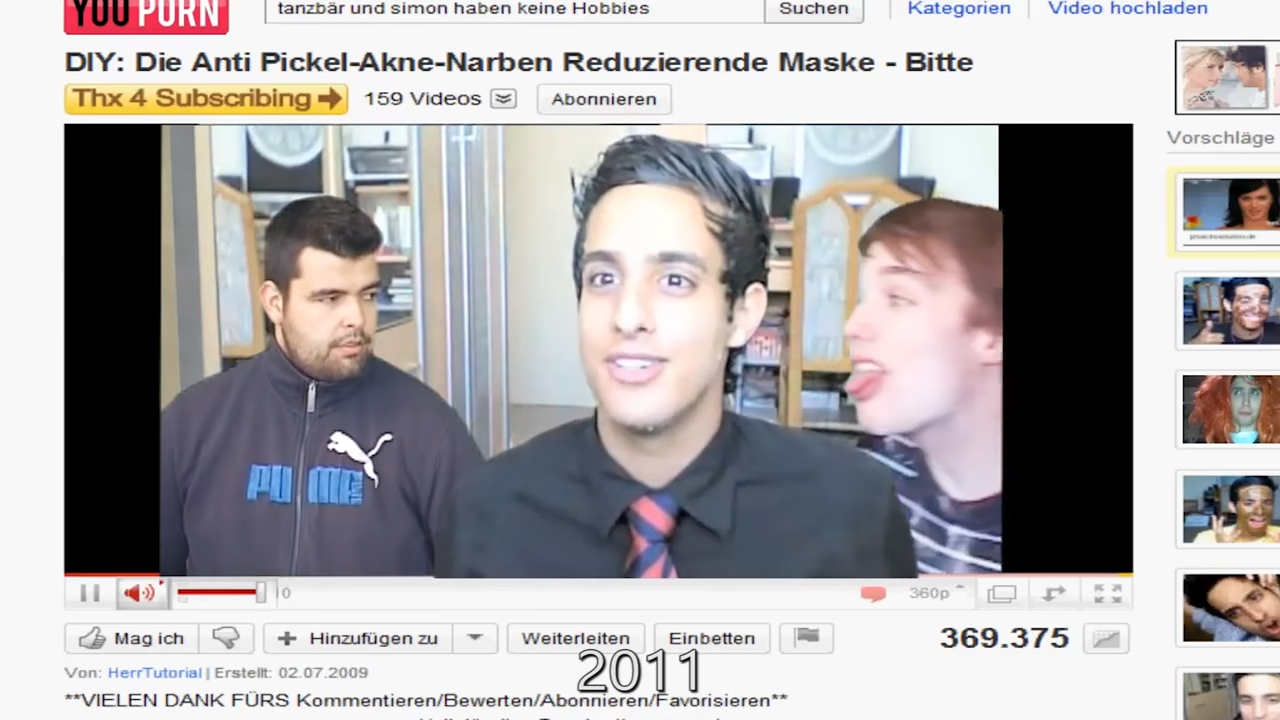 YOU PORN
tanzbär und simon haben keine Hobbies
Suchen
Kategorien
Video hochladen
DIY: Die Anti Pickel-Akne-Narben Reduzierende Maske - Bitte
Thx 4 Subscribing
159 Videos
Abonnieren
Vorschläge
PUMA
0
360p
Mag ich
Hinzufügen zu
Weiterleiten
Einbetten
369.375
Von: HerrTutorial | Erstellt: 02.07.2009
2011
**VIELEN DANK FÜRS Kommentieren/Bewerten/Abonnieren/Favorisieren**